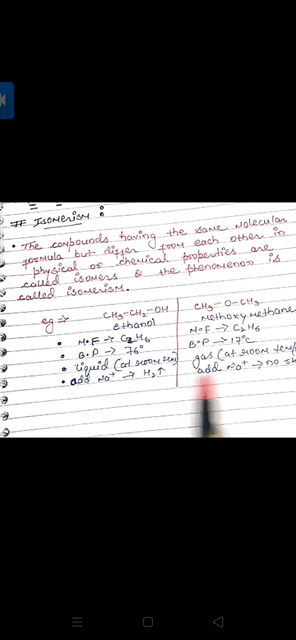 # Isomerism :
• The compounds having the same molecular
formula but differ from each other in
physical or chemical properties are
called isomers & the phenomenon is
called isomerism.
eg ⇒ CH3-CH2-OH
ethanol
• M.F → C2H6
• B.P → 76°
• liquid (at room
• add Na+ → H2↑
CH3-O-CH3
Methoxy methane
M.F → C2H6
B.P → 17°C
gas (at room temp
add Na+ → no